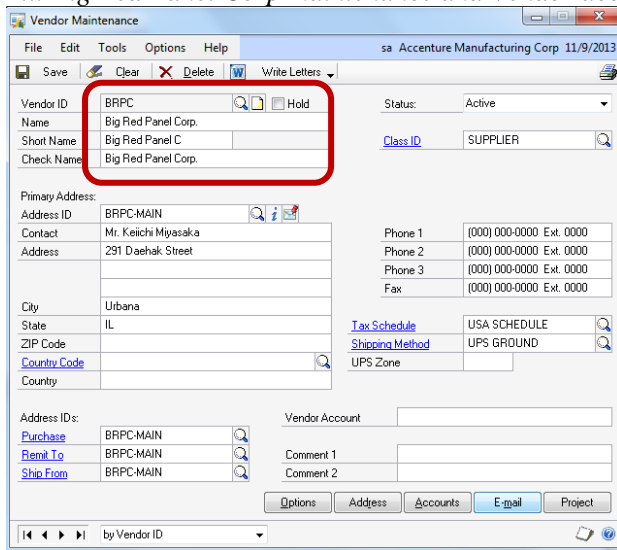 Vendor Maintenance
File Edit Tools Options Help sa Accenture Manufacturing Corp 11/9/2013
Save Clear Delete Write Letters
Vendor ID BRPC Hold Status: Active
Name Big Red Panel Corp.
Short Name Big Red Panel C Class ID SUPPLIER
Check Name Big Red Panel Corp.
Primary Address:
Address ID BRPC-MAIN
Contact Mr. Keiichi Miyasaka Phone 1 (000) 000-0000 Ext. 0000
Address 291 Daehak Street Phone 2 (000) 000-0000 Ext. 0000
Phone 3 (000) 000-0000 Ext. 0000
Fax (000) 000-0000 Ext. 0000
City Urbana
State IL Tax Schedule USA SCHEDULE
ZIP Code Shipping Method UPS GROUND
Country Code UPS Zone
Country
Address IDs: Vendor Account
Purchase BRPC-MAIN
Remit To BRPC-MAIN Comment 1
Ship From BRPC-MAIN Comment 2
Options Address Accounts E-mail Project
by Vendor ID